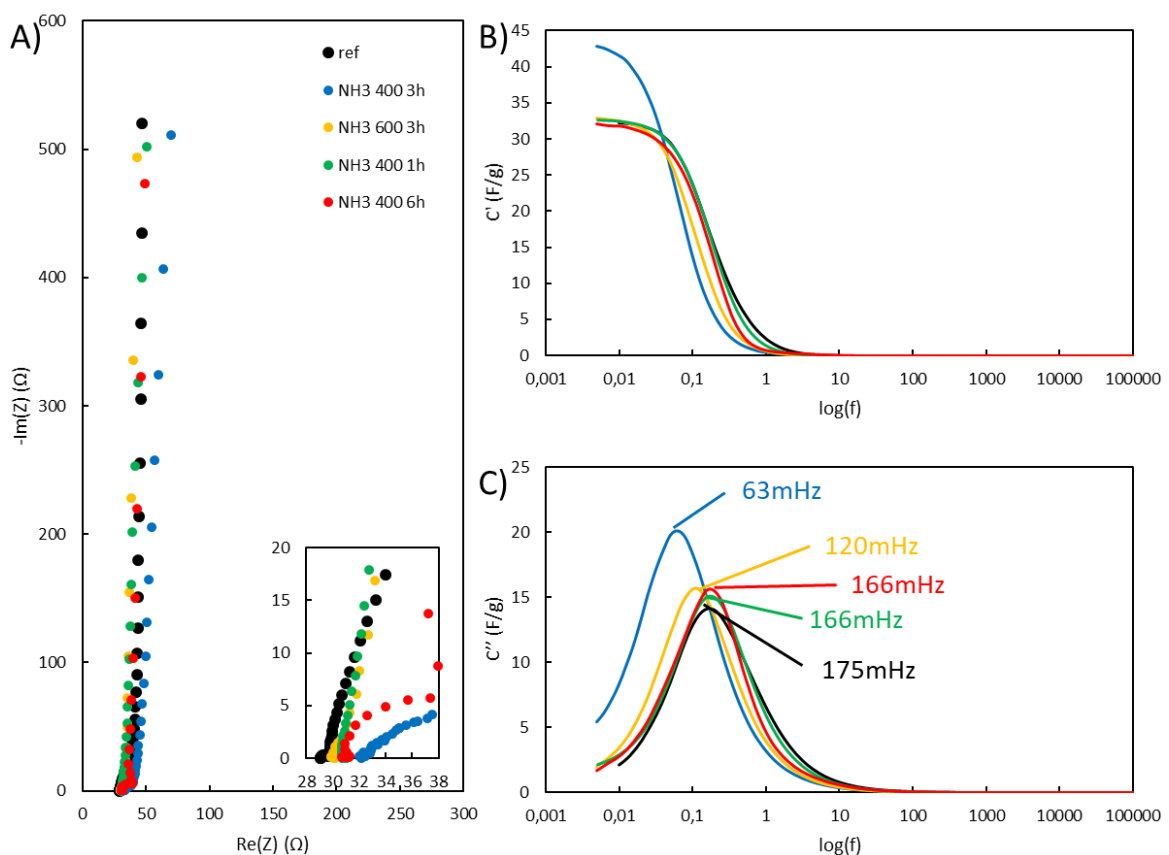 A)
600
500
400
300
200
100
0
-Im(Z) (Ω)
ref
NH3 400 3h
NH3 600 3h
NH3 400 1h
NH3 400 6h
20
15
10
5
0
28 30 32 34 36 38
0 50 100 150 200 250 300
Re(Z) (Ω)
B)
45
40
35
30
25
20
15
10
5
0
C' (F/g)
0,001 0,01 0,1 1 10 100 1000 10000 100000
log(f)
C)
25
20
15
10
5
0
C'' (F/g)
63mHz
120mHz
166mHz
166mHz
175mHz
0,001 0,01 0,1 1 10 100 1000 10000 100000
log(f)